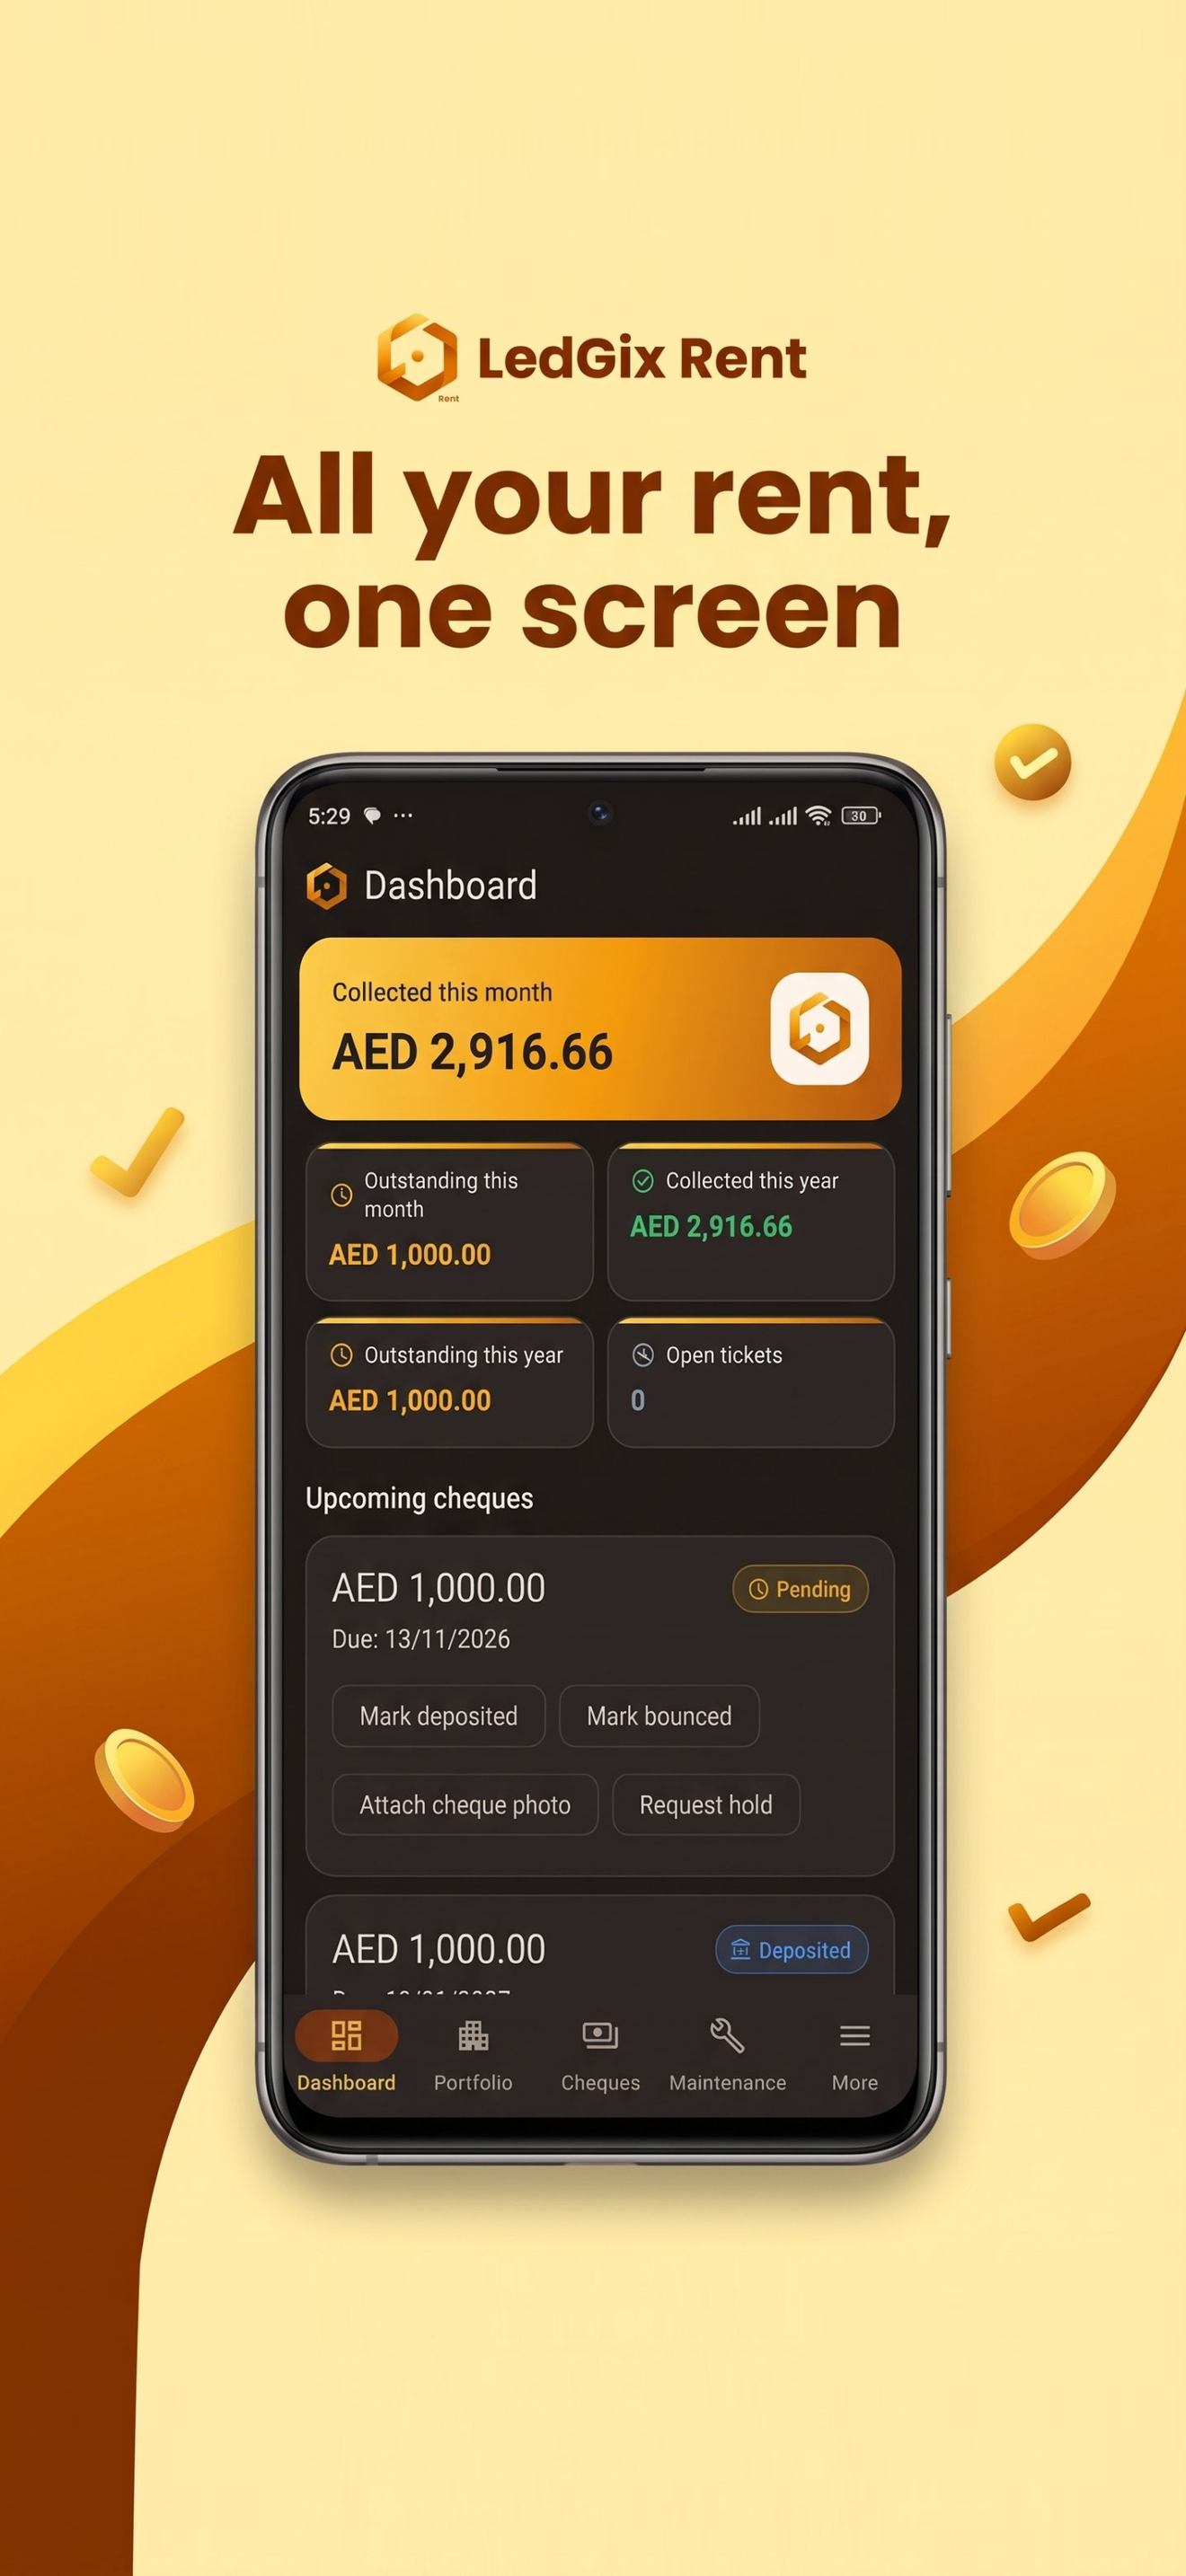 LedGix Rent
Rent
All your rent,
one screen
5:29
30
Dashboard
Collected this month
AED 2,916.66
Outstanding this
month
AED 1,000.00
Collected this year
AED 2,916.66
Outstanding this year
AED 1,000.00
Open tickets
0
Upcoming cheques
AED 1,000.00
Pending
Due: 13/11/2026
Mark deposited
Mark bounced
Attach cheque photo
Request hold
AED 1,000.00
Deposited
Dashboard
Portfolio
Cheques
Maintenance
More